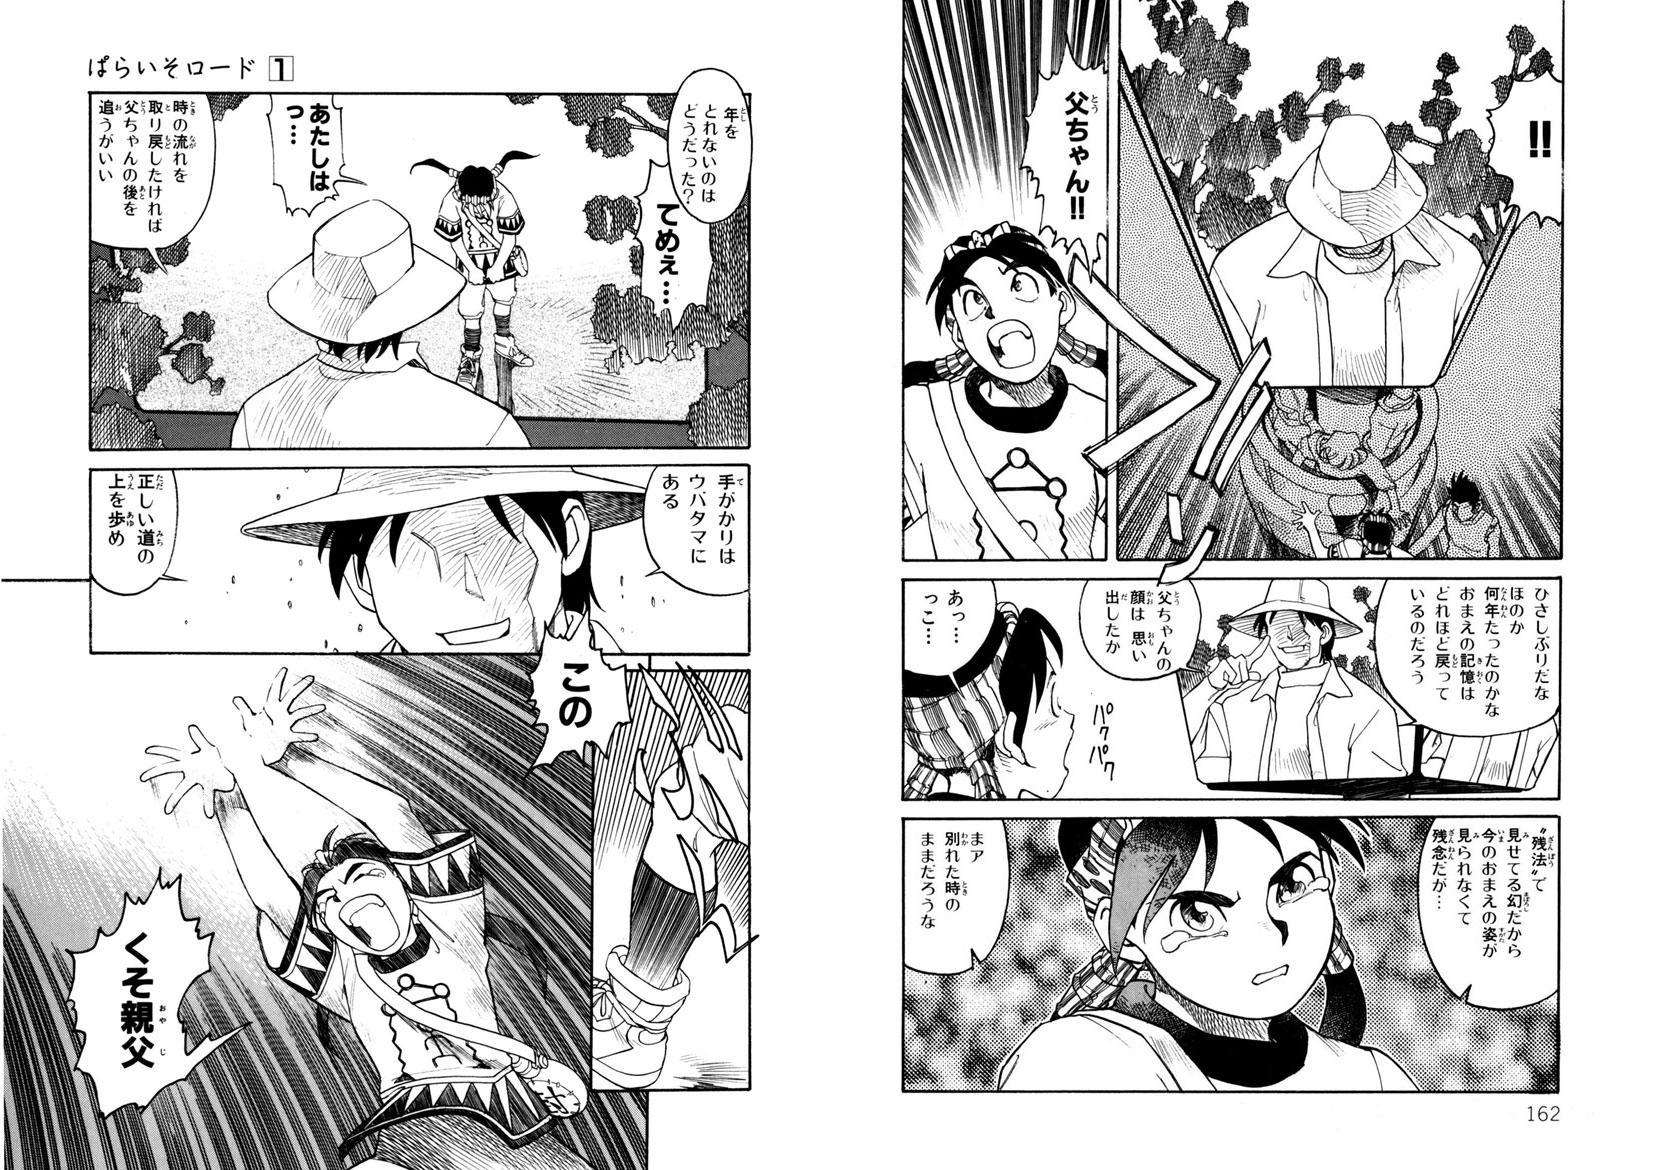 !!
父ちゃん!!
ひさしぶりだな
ほのか
何年たったのかな
おまえの記憶は
どれほど戻って
いるのだろう
父ちゃんの
顔は 思い
出したか
パクパク
あっ…
っこ…
〝残法〟で
見せてる幻だから
今のおまえの姿が
見られなくて
残念だが…
まア
別れた時の
ままだろうな
162
ぱらいそロード 1
年を
とれないのは
どうだった?
てめぇ…
あたしは
っ…
時の流れを
取り戻したければ
父ちゃんの後を
追うがいい
手がかりは
ウバタマに
ある
正しい道の
上を歩め
この
くそ親父